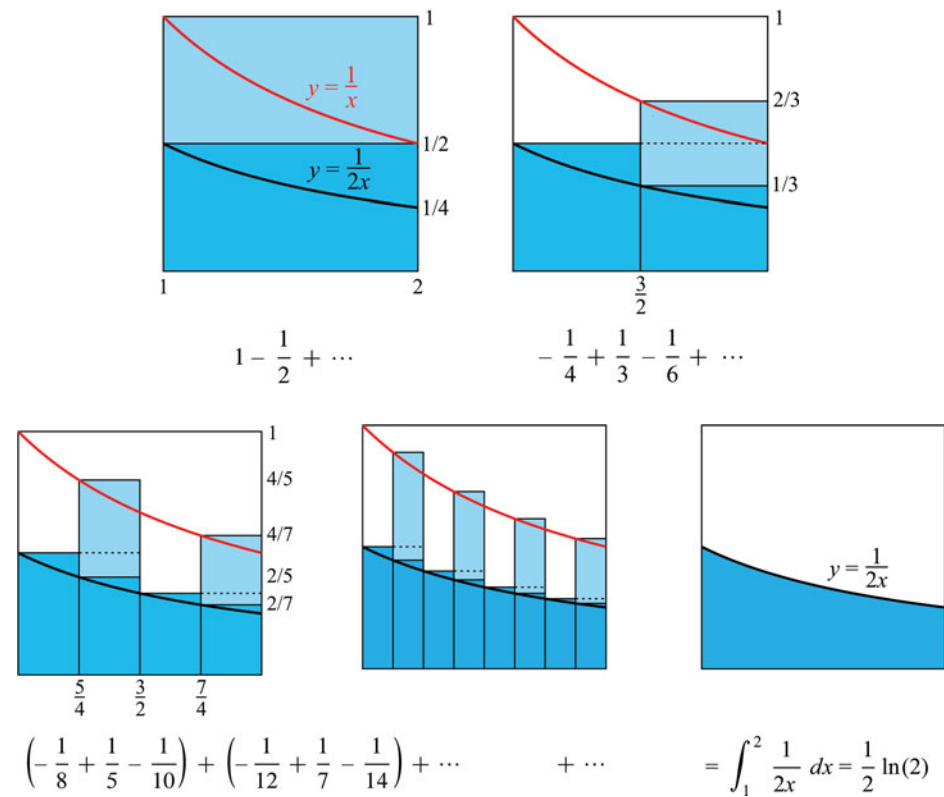 1
y = 1/x
1/2
y = 1/2x
1/4
1 2
1
2/3
1/3
3/2
1 – 1/2 + ⋯
– 1/4 + 1/3 – 1/6 + ⋯
1
4/5
4/7
2/5
2/7
5/4 3/2 7/4
y = 1/2x
(– 1/8 + 1/5 – 1/10) + (– 1/12 + 1/7 – 1/14) + ⋯ + ⋯ = ∫₁² 1/2x dx = 1/2 ln(2)